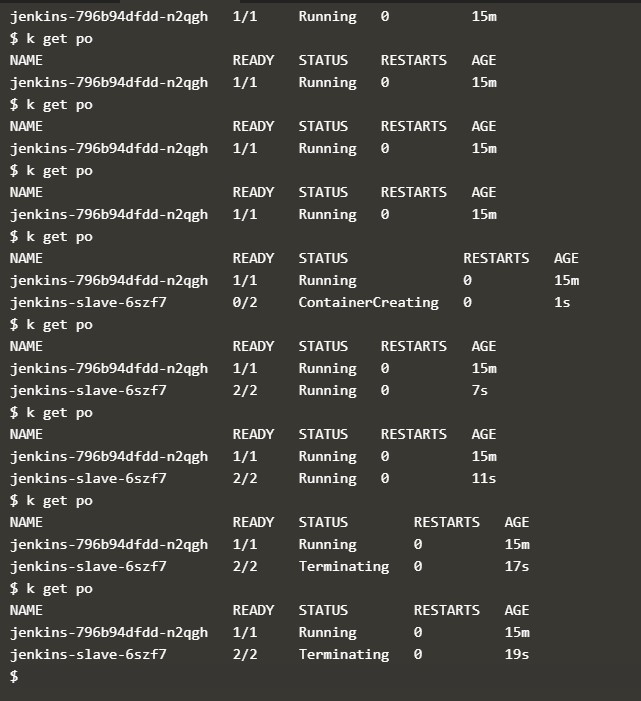 jenkins-796b94dfdd-n2qgh   1/1     Running   0          15m
$ k get po
NAME                       READY   STATUS    RESTARTS   AGE
jenkins-796b94dfdd-n2qgh   1/1     Running   0          15m
$ k get po
NAME                       READY   STATUS    RESTARTS   AGE
jenkins-796b94dfdd-n2qgh   1/1     Running   0          15m
$ k get po
NAME                       READY   STATUS    RESTARTS   AGE
jenkins-796b94dfdd-n2qgh   1/1     Running   0          15m
$ k get po
NAME                       READY   STATUS              RESTARTS   AGE
jenkins-796b94dfdd-n2qgh   1/1     Running             0          15m
jenkins-slave-6szf7        0/2     ContainerCreating   0          1s
$ k get po
NAME                       READY   STATUS    RESTARTS   AGE
jenkins-796b94dfdd-n2qgh   1/1     Running   0          15m
jenkins-slave-6szf7        2/2     Running   0          7s
$ k get po
NAME                       READY   STATUS    RESTARTS   AGE
jenkins-796b94dfdd-n2qgh   1/1     Running   0          15m
jenkins-slave-6szf7        2/2     Running   0          11s
$ k get po
NAME                       READY   STATUS        RESTARTS   AGE
jenkins-796b94dfdd-n2qgh   1/1     Running       0          15m
jenkins-slave-6szf7        2/2     Terminating   0          17s
$ k get po
NAME                       READY   STATUS        RESTARTS   AGE
jenkins-796b94dfdd-n2qgh   1/1     Running       0          15m
jenkins-slave-6szf7        2/2     Terminating   0          19s
$